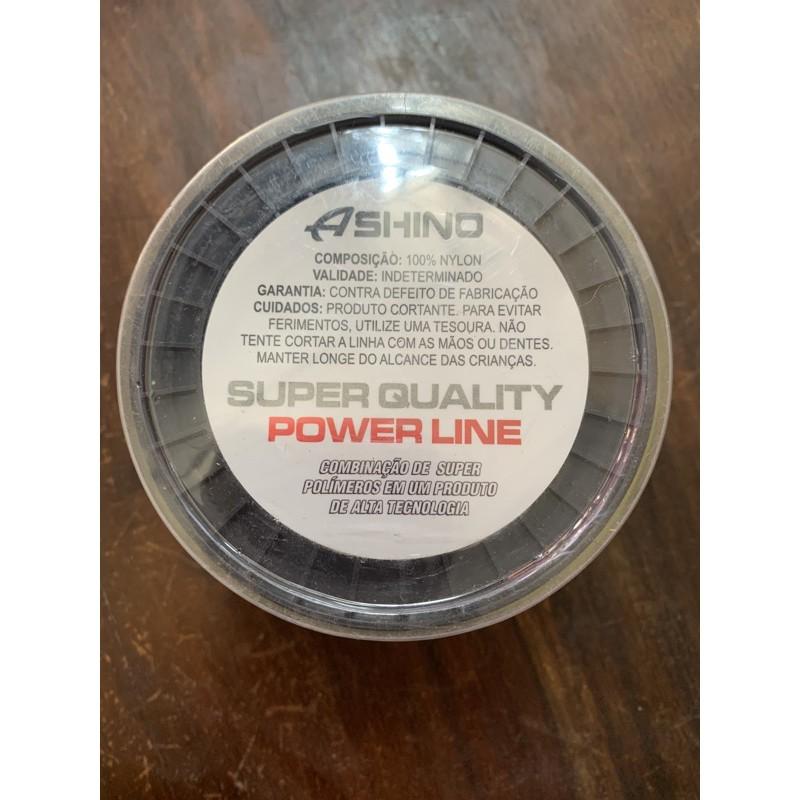 ASHINO
COMPOSIÇÃO: 100% NYLON
VALIDADE: INDETERMINADO
GARANTIA: CONTRA DEFEITO DE FABRICAÇÃO
CUIDADOS: PRODUTO CORTANTE. PARA EVITAR
FERIMENTOS, UTILIZE UMA TESOURA. NÃO
TENTE CORTAR A LINHA COM AS MÃOS OU DENTES.
MANTER LONGE DO ALCANCE DAS CRIANÇAS.
SUPER QUALITY
POWER LINE
COMBINAÇÃO DE SUPER
POLÍMEROS EM UM PRODUTO
DE ALTA TECNOLOGIA